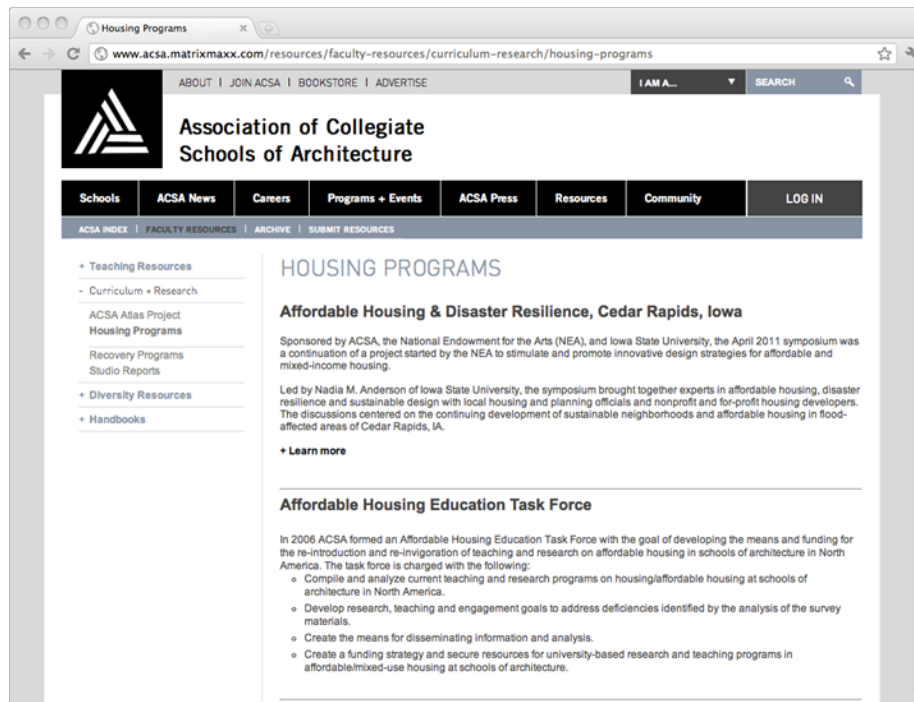 Housing Programs
www.acsa.matrixmaxx.com/resources/faculty-resources/curriculum-research/housing-programs
ABOUT | JOIN ACSA | BOOKSTORE | ADVERTISE
I AM A...
SEARCH
Association of Collegiate
Schools of Architecture
Schools
ACSA News
Careers
Programs + Events
ACSA Press
Resources
Community
LOG IN
ACSA INDEX | FACULTY RESOURCES | ARCHIVE | SUBMIT RESOURCES
+ Teaching Resources
- Curriculum + Research
ACSA Atlas Project
Housing Programs
Recovery Programs
Studio Reports
+ Diversity Resources
+ Handbooks
HOUSING PROGRAMS
Affordable Housing & Disaster Resilience, Cedar Rapids, Iowa
Sponsored by ACSA, the National Endowment for the Arts (NEA), and Iowa State University, the April 2011 symposium was
a continuation of a project started by the NEA to stimulate and promote innovative design strategies for affordable and
mixed-income housing.
Led by Nadia M. Anderson of Iowa State University, the symposium brought together experts in affordable housing, disaster
resilience and sustainable design with local housing and planning officials and nonprofit and for-profit housing developers.
The discussions centered on the continuing development of sustainable neighborhoods and affordable housing in flood-
affected areas of Cedar Rapids, IA.
+ Learn more
Affordable Housing Education Task Force
In 2006 ACSA formed an Affordable Housing Education Task Force with the goal of developing the means and funding for
the re-introduction and re-invigoration of teaching and research on affordable housing in schools of architecture in North
America. The task force is charged with the following:
Compile and analyze current teaching and research programs on housing/affordable housing at schools of
architecture in North America.
Develop research, teaching and engagement goals to address deficiencies identified by the analysis of the survey
materials.
Create the means for disseminating information and analysis.
Create a funding strategy and secure resources for university-based research and teaching programs in
affordable/mixed-use housing at schools of architecture.